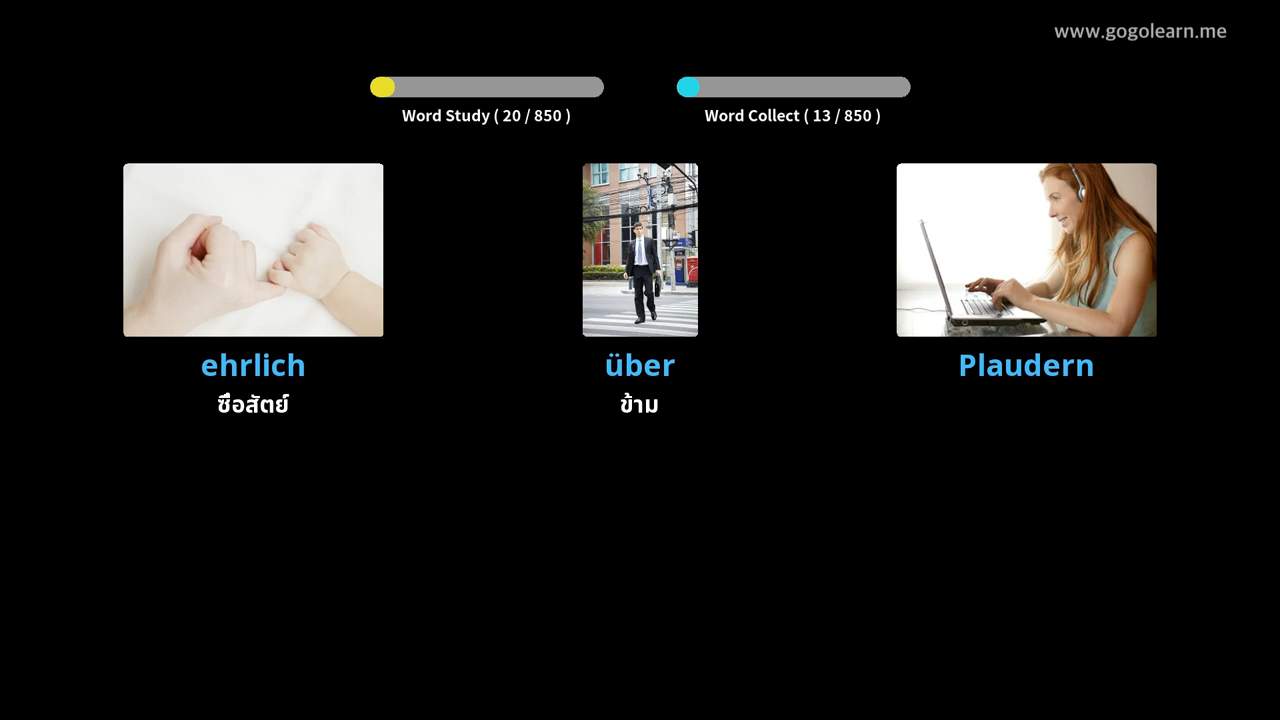 www.gogolearn.me
Word Study ( 20 / 850 )
Word Collect ( 13 / 850 )
ehrlich
über
Plaudern
ซื่อสัตย์
ข้าม